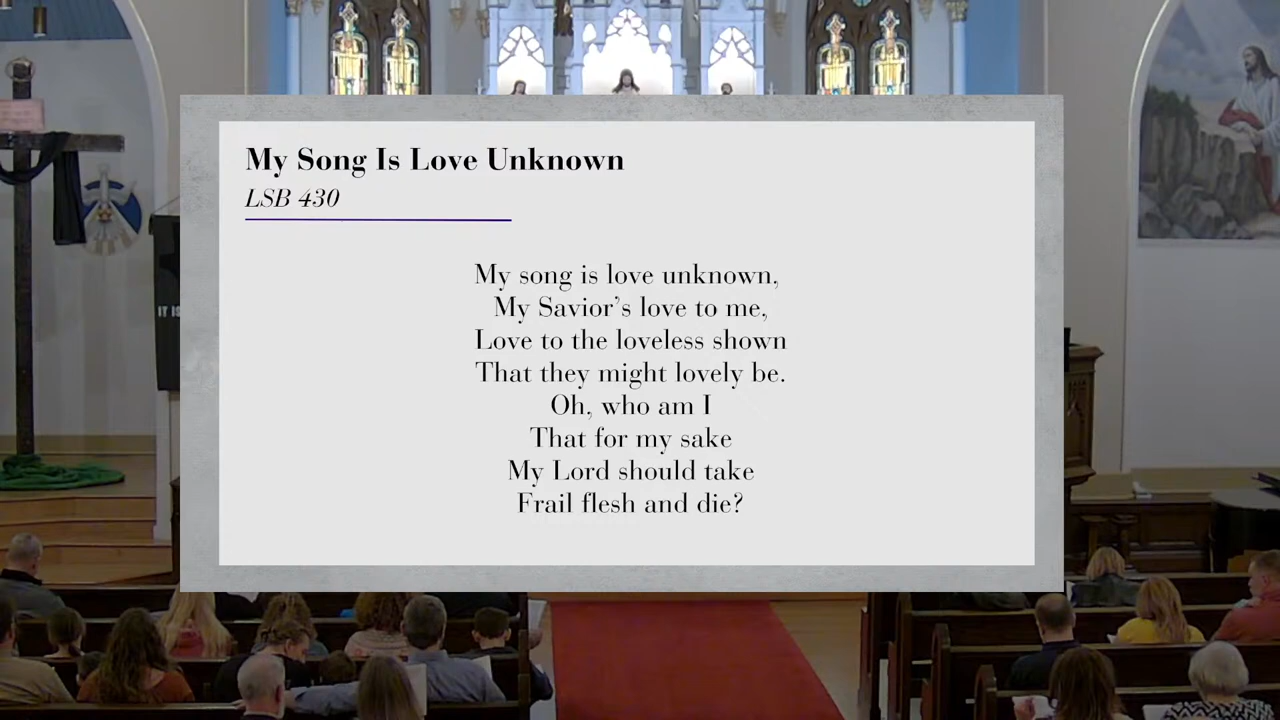 My Song Is Love Unknown
LSB 430
My song is love unknown,
My Savior's love to me,
Love to the loveless shown
That they might lovely be.
Oh, who am I
That for my sake
My Lord should take
Frail flesh and die?
IT IS